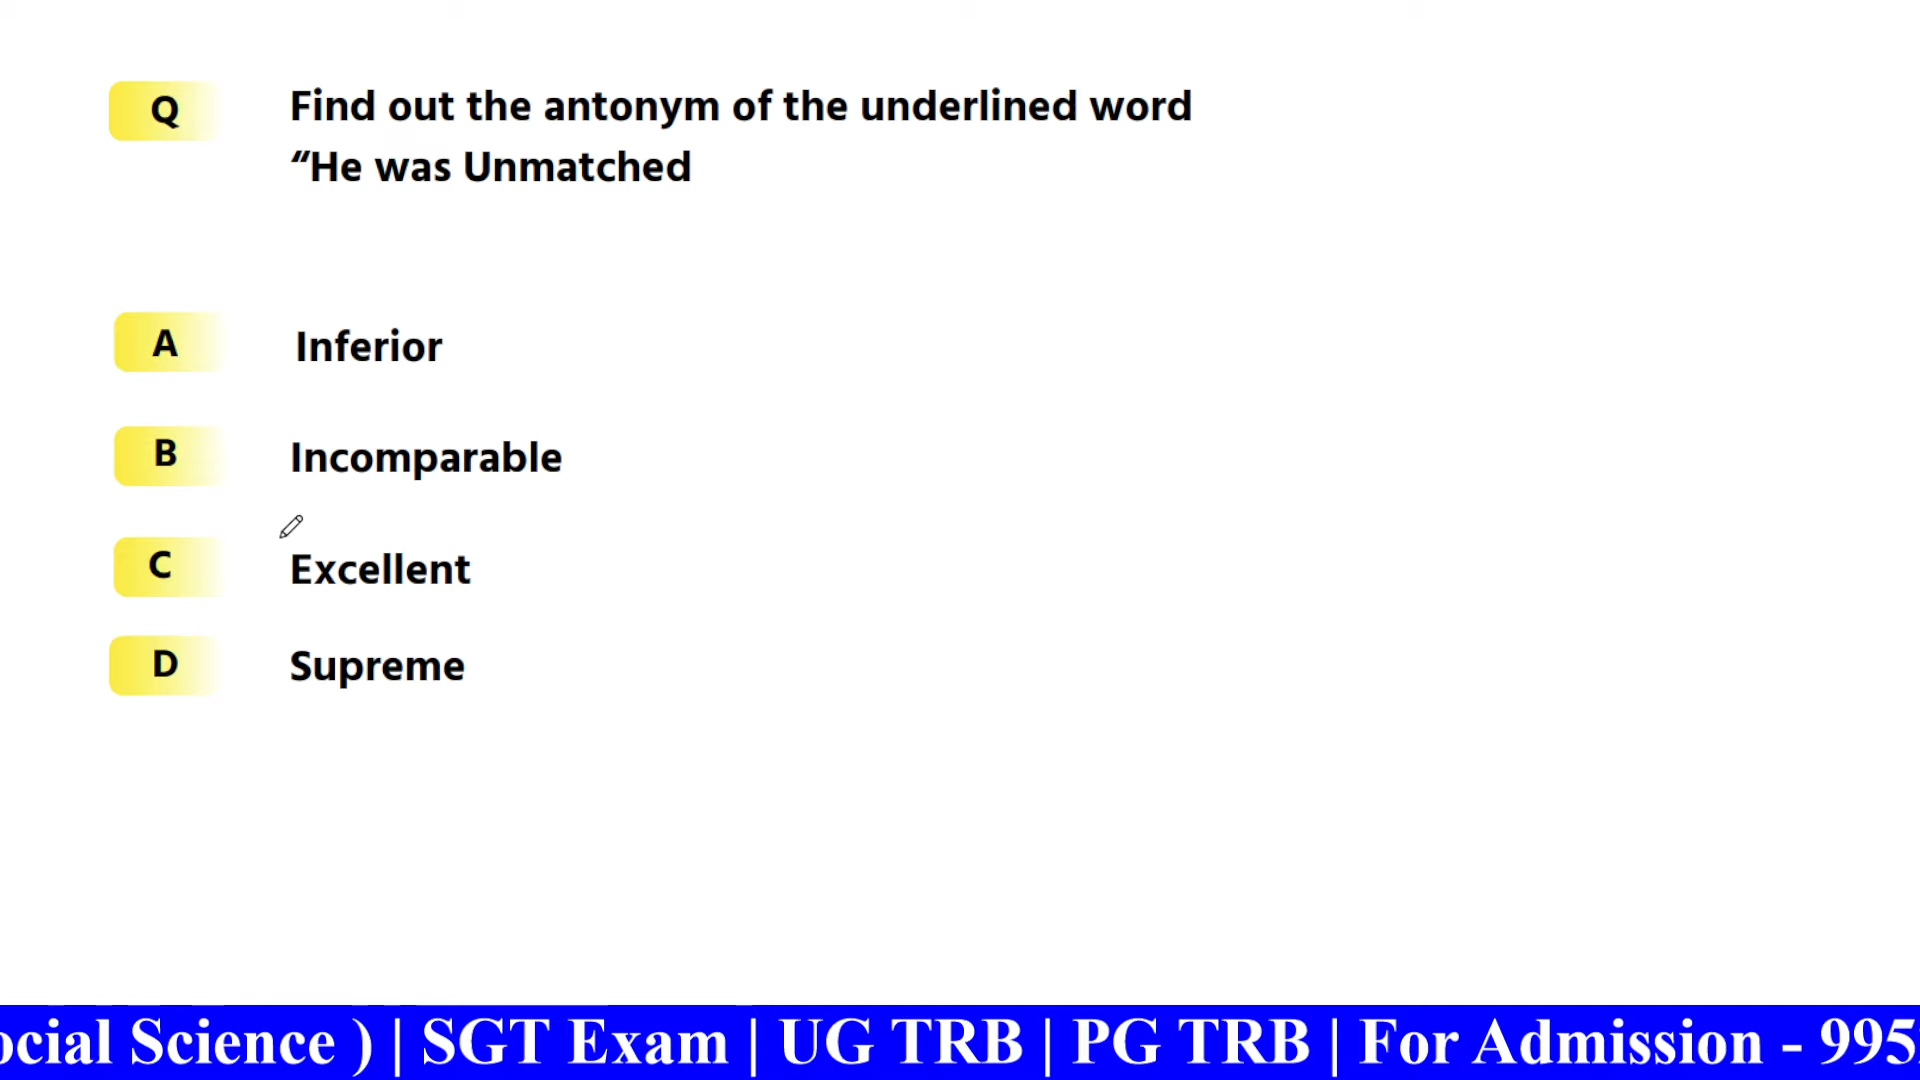 Q Find out the antonym of the underlined word
“He was Unmatched
A Inferior
B Incomparable
C Excellent
D Supreme
ocial Science ) | SGT Exam | UG TRB | PG TRB | For Admission - 995